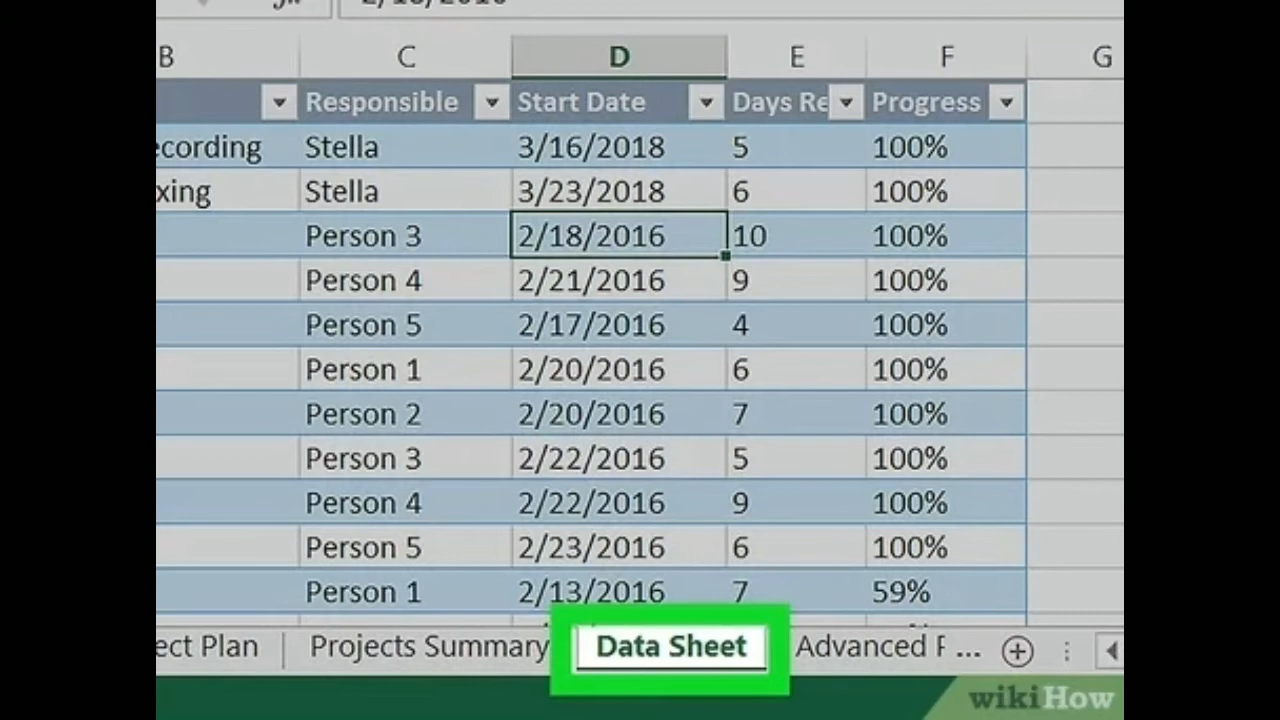 B C D E F G
Responsible Start Date Days Re Progress
ecording Stella 3/16/2018 5 100%
xing Stella 3/23/2018 6 100%
Person 3 2/18/2016 10 100%
Person 4 2/21/2016 9 100%
Person 5 2/17/2016 4 100%
Person 1 2/20/2016 6 100%
Person 2 2/20/2016 7 100%
Person 3 2/22/2016 5 100%
Person 4 2/22/2016 9 100%
Person 5 2/23/2016 6 100%
Person 1 2/13/2016 7 59%
ect Plan Projects Summary Data Sheet Advanced P ...
wikiHow